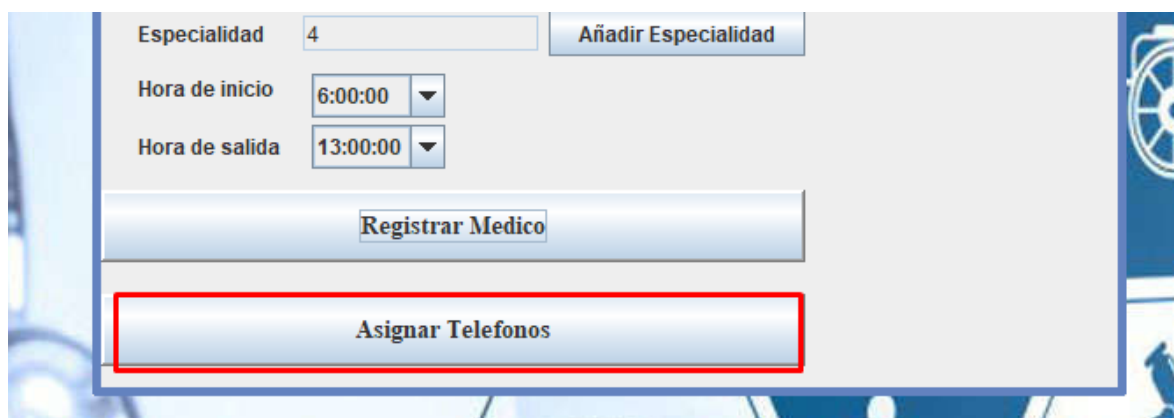 Especialidad 4 Añadir Especialidad
Hora de inicio 6:00:00
Hora de salida 13:00:00
Registrar Medico
Asignar Telefonos